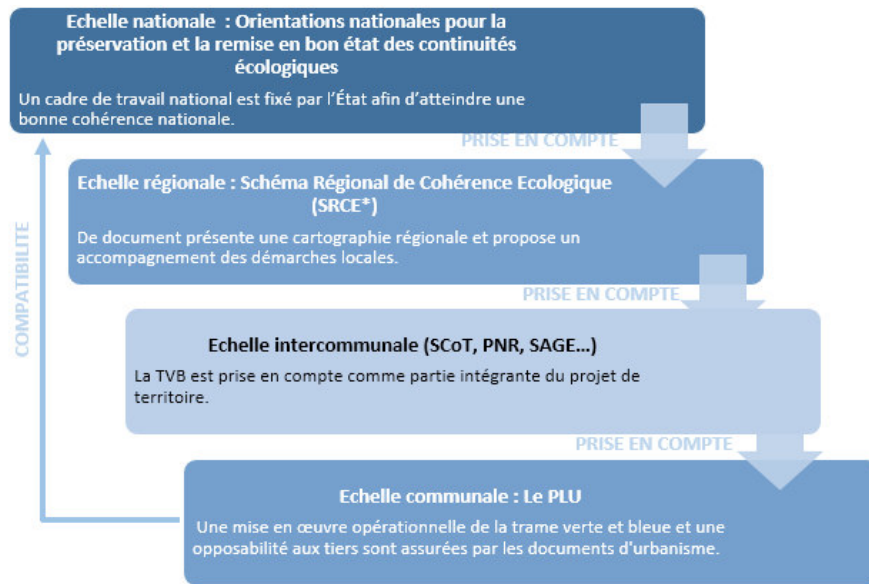 Echelle nationale : Orientations nationales pour la
préservation et la remise en bon état des continuités
écologiques
Un cadre de travail national est fixé par l'État afin d'atteindre une
bonne cohérence nationale.
PRISE EN COMPTE
Echelle régionale : Schéma Régional de Cohérence Ecologique
(SRCE*)
De document présente une cartographie régionale et propose un
accompagnement des démarches locales.
PRISE EN COMPTE
COMPATIBILITE
Echelle intercommunale (SCoT, PNR, SAGE...)
La TVB est prise en compte comme partie intégrante du projet de
territoire.
PRISE EN COMPTE
Echelle communale : Le PLU
Une mise en œuvre opérationnelle de la trame verte et bleue et une
opposabilité aux tiers sont assurées par les documents d'urbanisme.